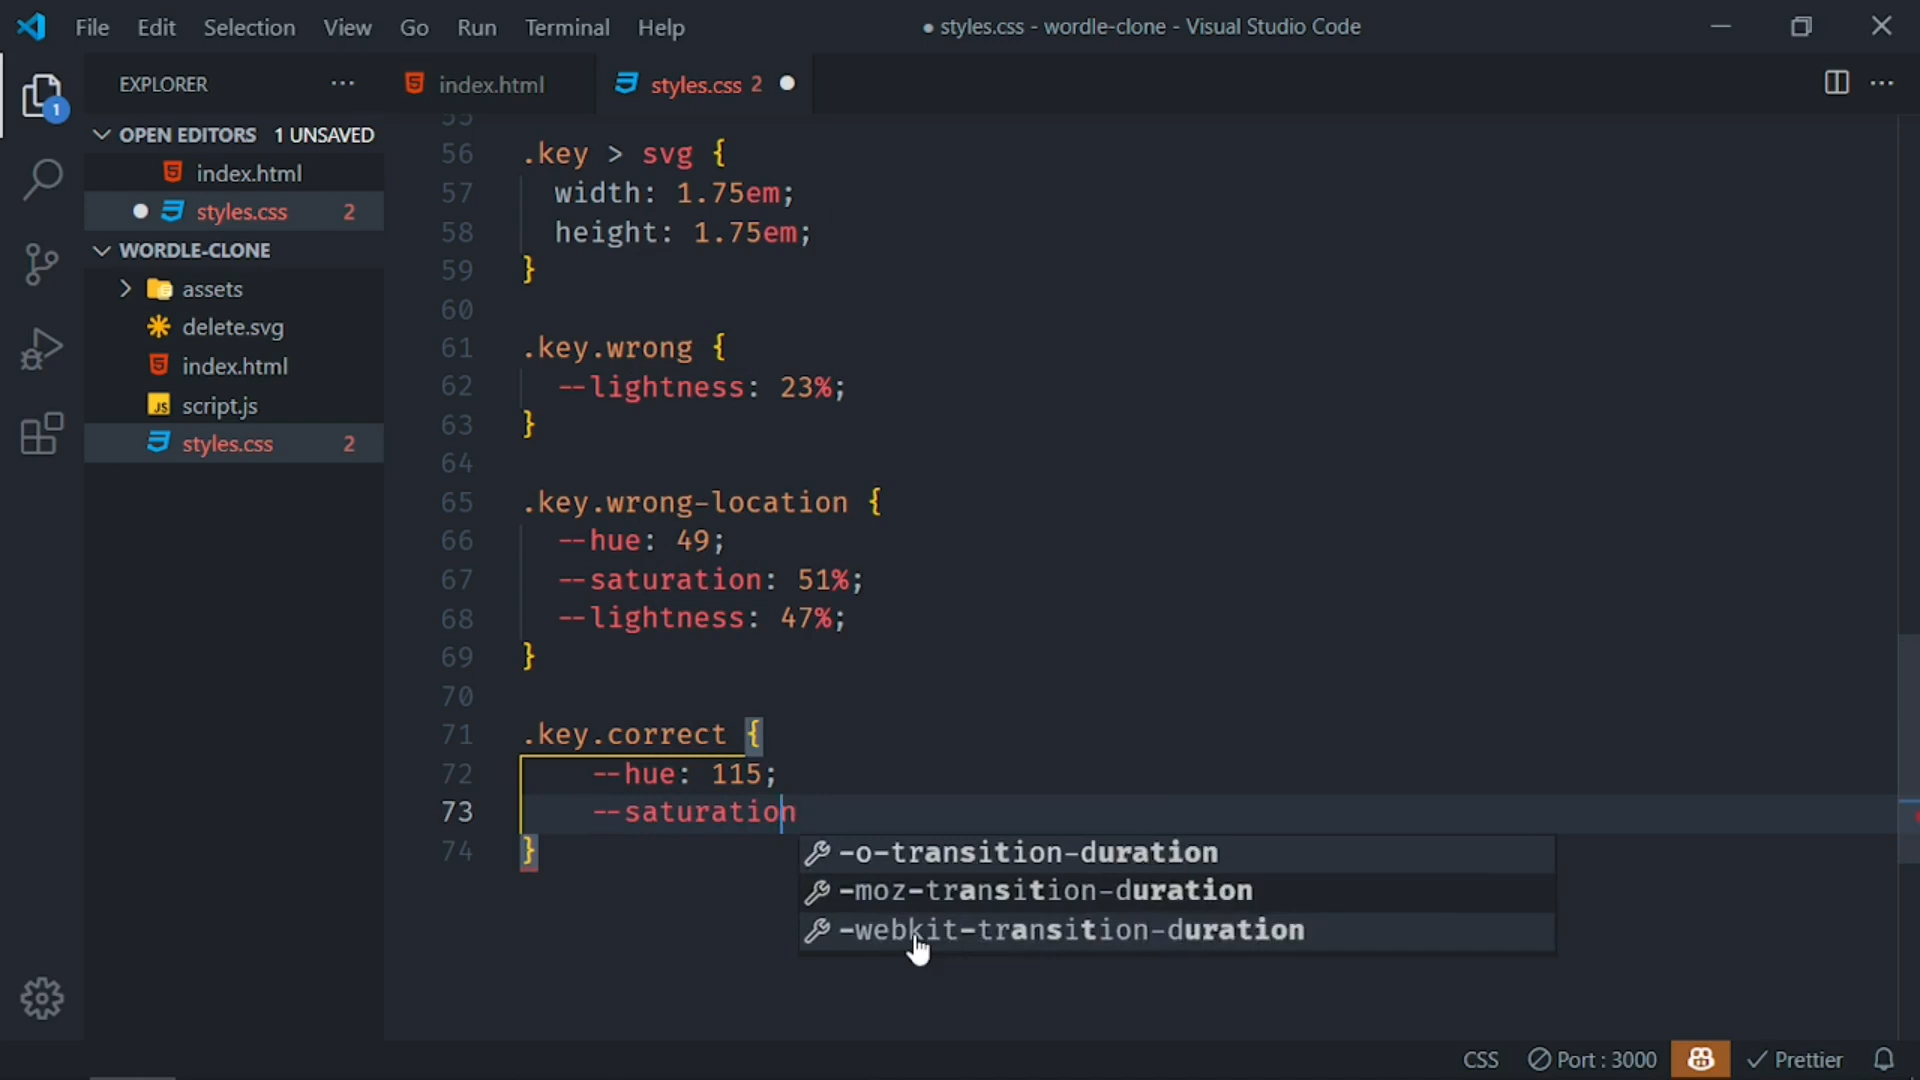 File Edit Selection View Go Run Terminal Help
● styles.css - wordle-clone - Visual Studio Code
EXPLORER ···
index.html
styles.css 2 ●
1
OPEN EDITORS 1 UNSAVED
index.html
● styles.css 2
WORDLE-CLONE
assets
delete.svg
index.html
JS script.js
styles.css 2
55
56 .key > svg {
57 width: 1.75em;
58 height: 1.75em;
59 }
60
61 .key.wrong {
62 --lightness: 23%;
63 }
64
65 .key.wrong-location {
66 --hue: 49;
67 --saturation: 51%;
68 --lightness: 47%;
69 }
70
71 .key.correct {
72 --hue: 115;
73 --saturation
74 }
-o-transition-duration
-moz-transition-duration
-webkit-transition-duration
CSS Port : 3000 Prettier